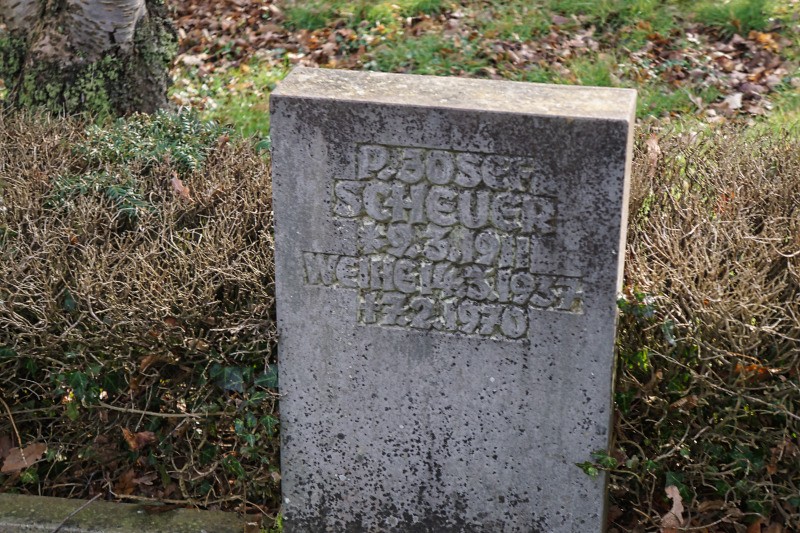 P. JOSEF
SCHEUER
* 9.3.1911
WEIHE 14.3.1937
† 7.2.1970